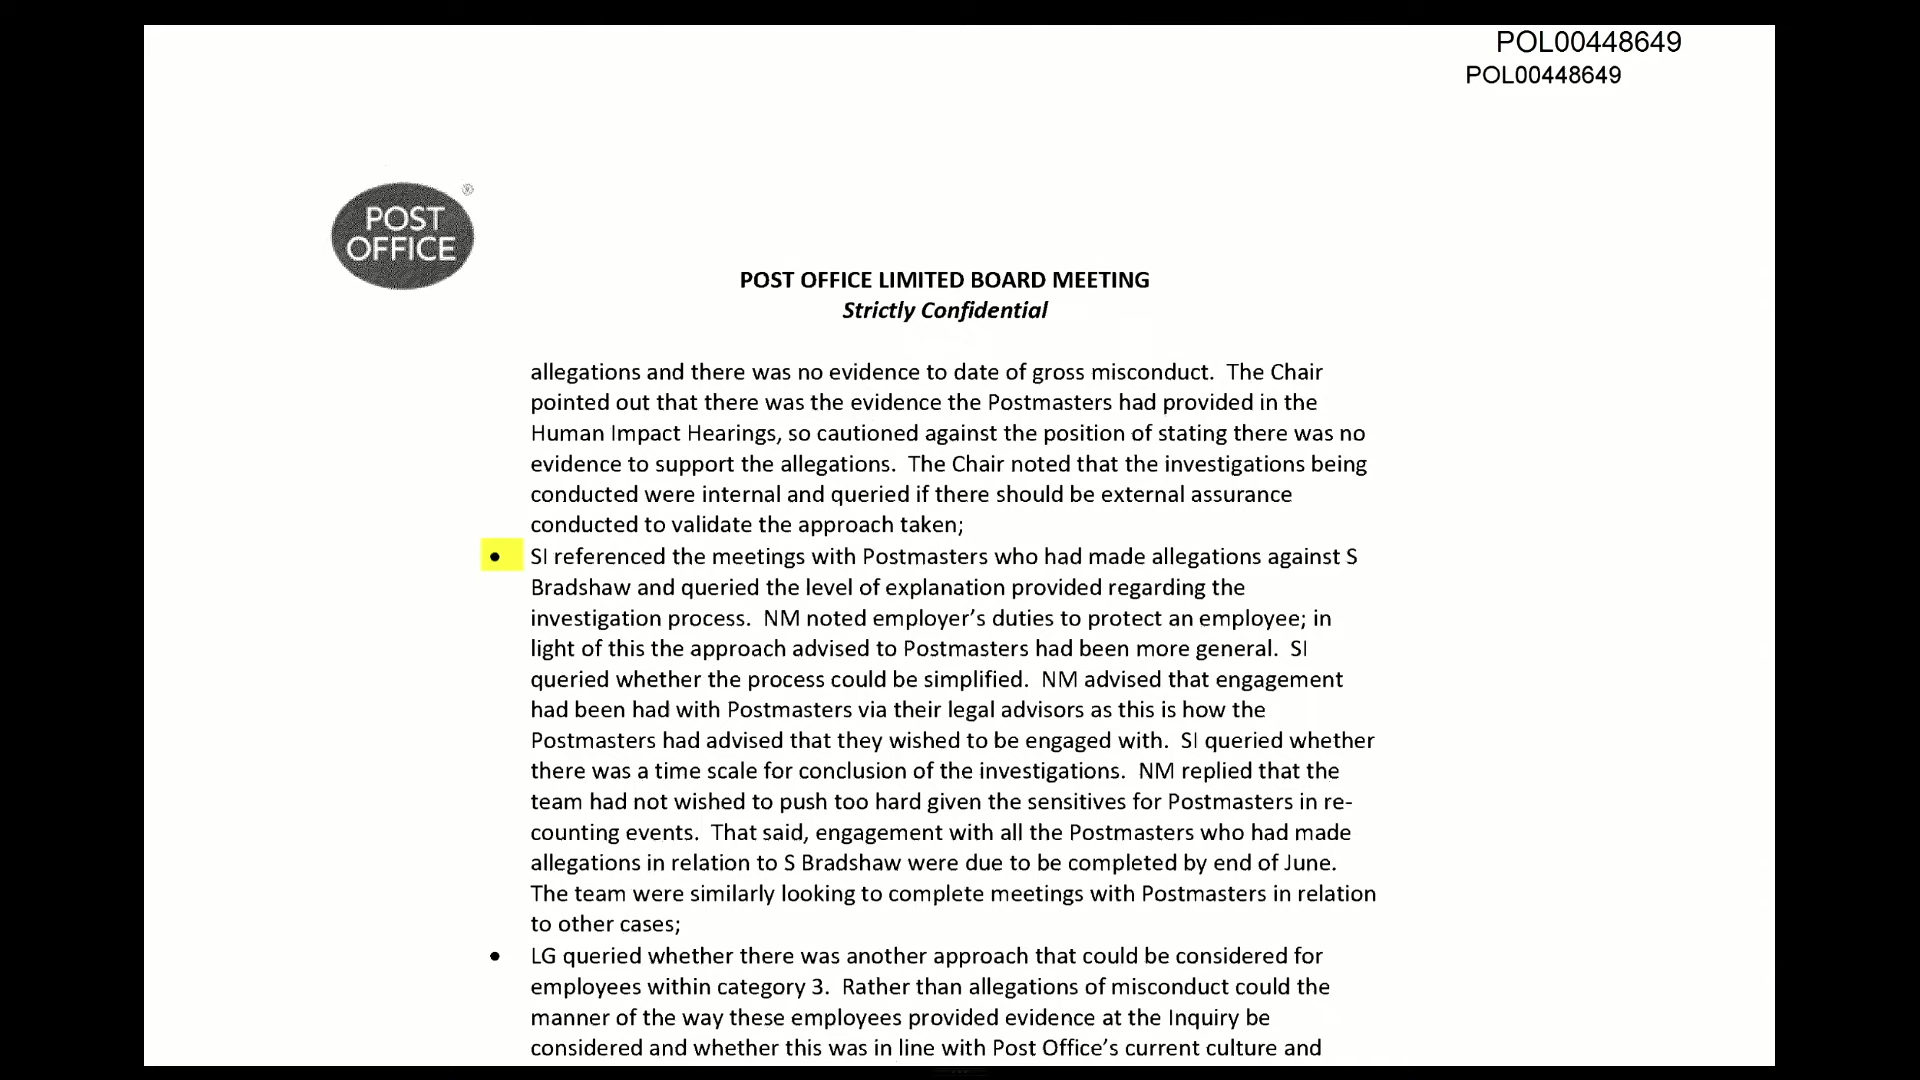 POL00448649
POL00448649
POST
OFFICE
®
POST OFFICE LIMITED BOARD MEETING
Strictly Confidential
allegations and there was no evidence to date of gross misconduct. The Chair
pointed out that there was the evidence the Postmasters had provided in the
Human Impact Hearings, so cautioned against the position of stating there was no
evidence to support the allegations. The Chair noted that the investigations being
conducted were internal and queried if there should be external assurance
conducted to validate the approach taken;
• SI referenced the meetings with Postmasters who had made allegations against S
Bradshaw and queried the level of explanation provided regarding the
investigation process. NM noted employer’s duties to protect an employee; in
light of this the approach advised to Postmasters had been more general. SI
queried whether the process could be simplified. NM advised that engagement
had been had with Postmasters via their legal advisors as this is how the
Postmasters had advised that they wished to be engaged with. SI queried whether
there was a time scale for conclusion of the investigations. NM replied that the
team had not wished to push too hard given the sensitives for Postmasters in re-
counting events. That said, engagement with all the Postmasters who had made
allegations in relation to S Bradshaw were due to be completed by end of June.
The team were similarly looking to complete meetings with Postmasters in relation
to other cases;
• LG queried whether there was another approach that could be considered for
employees within category 3. Rather than allegations of misconduct could the
manner of the way these employees provided evidence at the Inquiry be
considered and whether this was in line with Post Office’s current culture and